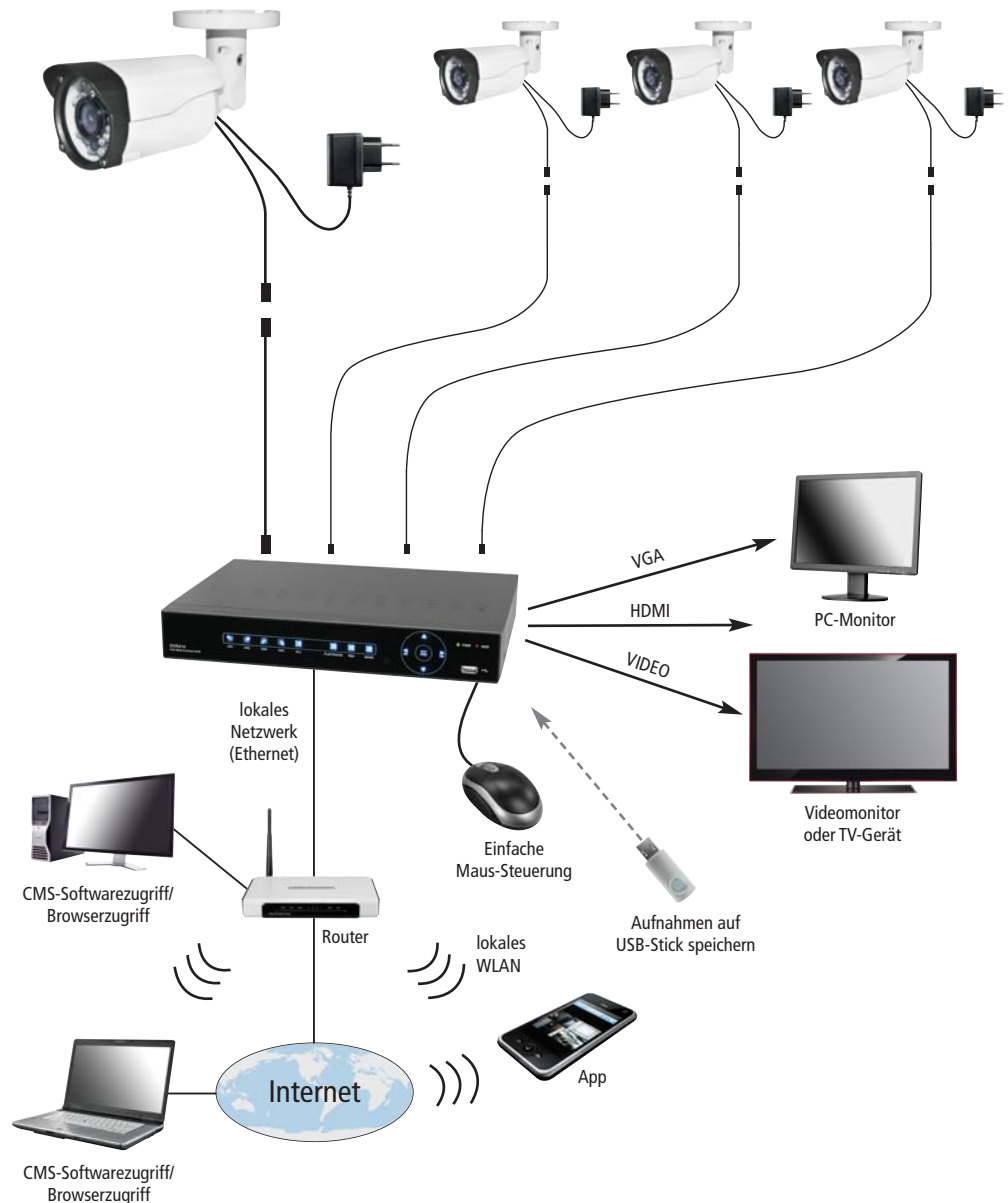 VGA
HDMI
VIDEO
PC-Monitor
lokales
Netzwerk
(Ethernet)
Videomonitor
oder TV-Gerät
Einfache
Maus-Steuerung
CMS-Softwarezugriff/
Browserzugriff
Router
lokales
WLAN
Aufnahmen auf
USB-Stick speichern
Internet
App
CMS-Softwarezugriff/
Browserzugriff